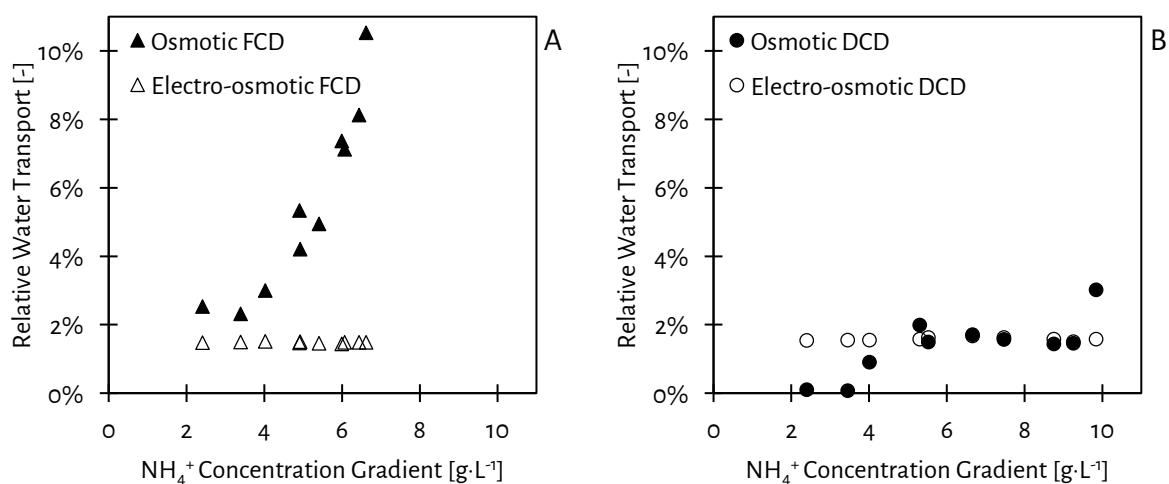 A
▲ Osmotic FCD
△ Electro-osmotic FCD
Relative Water Transport [-]
10%
8%
6%
4%
2%
0%
0 2 4 6 8 10
NH₄⁺ Concentration Gradient [g·L⁻¹]
B
● Osmotic DCD
○ Electro-osmotic DCD
Relative Water Transport [-]
10%
8%
6%
4%
2%
0%
0 2 4 6 8 10
NH₄⁺ Concentration Gradient [g·L⁻¹]